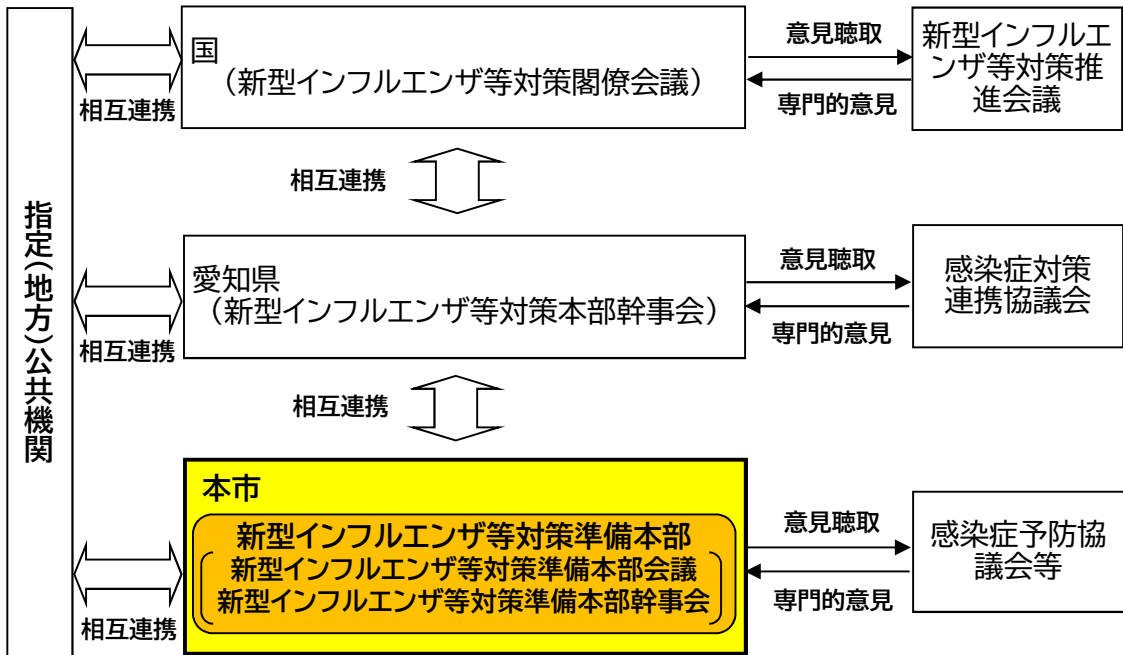 指定(地方)公共機関
相互連携
国
(新型インフルエンザ等対策閣僚会議)
意見聴取
専門的意見
新型インフルエ
ンザ等対策推
進会議
相互連携
相互連携
愛知県
(新型インフルエンザ等対策本部幹事会)
意見聴取
専門的意見
感染症対策
連携協議会
相互連携
相互連携
本市
新型インフルエンザ等対策準備本部
新型インフルエンザ等対策準備本部会議
新型インフルエンザ等対策準備本部幹事会
意見聴取
専門的意見
感染症予防協
議会等